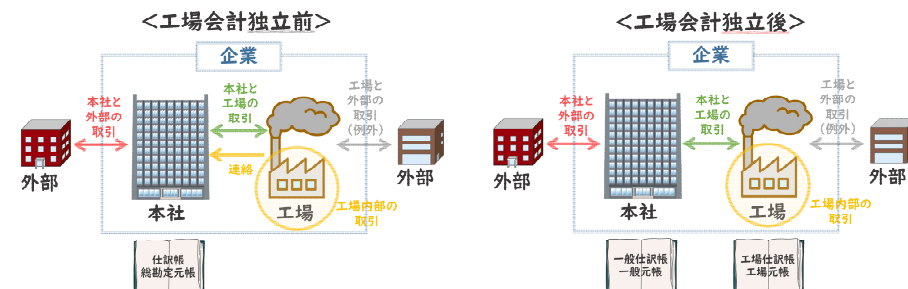 <工場会計独立前>
企業
本社と
外部の
取引
本社と
工場の
取引
工場と
外部の
取引
(例外)
連絡
外部
本社
工場
外部
工場内部の
取引
仕訳帳
総勘定元帳
<工場会計独立後>
企業
本社と
外部の
取引
本社と
工場の
取引
工場と
外部の
取引
(例外)
外部
本社
工場
外部
工場内部の
取引
一般仕訳帳
一般元帳
工場仕訳帳
工場元帳